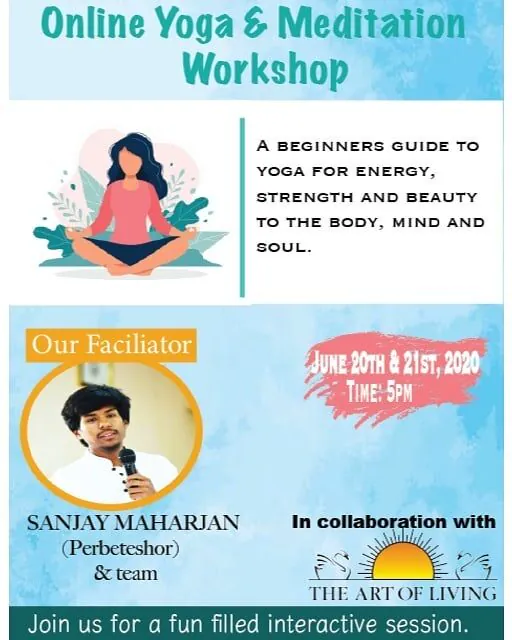 Online Yoga & Meditation
Workshop
A BEGINNERS GUIDE TO
YOGA FOR ENERGY,
STRENGTH AND BEAUTY
TO THE BODY, MIND AND
SOUL.
Our Faciliator
JUNE 20TH & 21ST, 2020
TIME: 5PM
SANJAY MAHARJAN
(Perbeteshor)
& team
In collaboration with
THE ART OF LIVING
Join us for a fun filled interactive session.